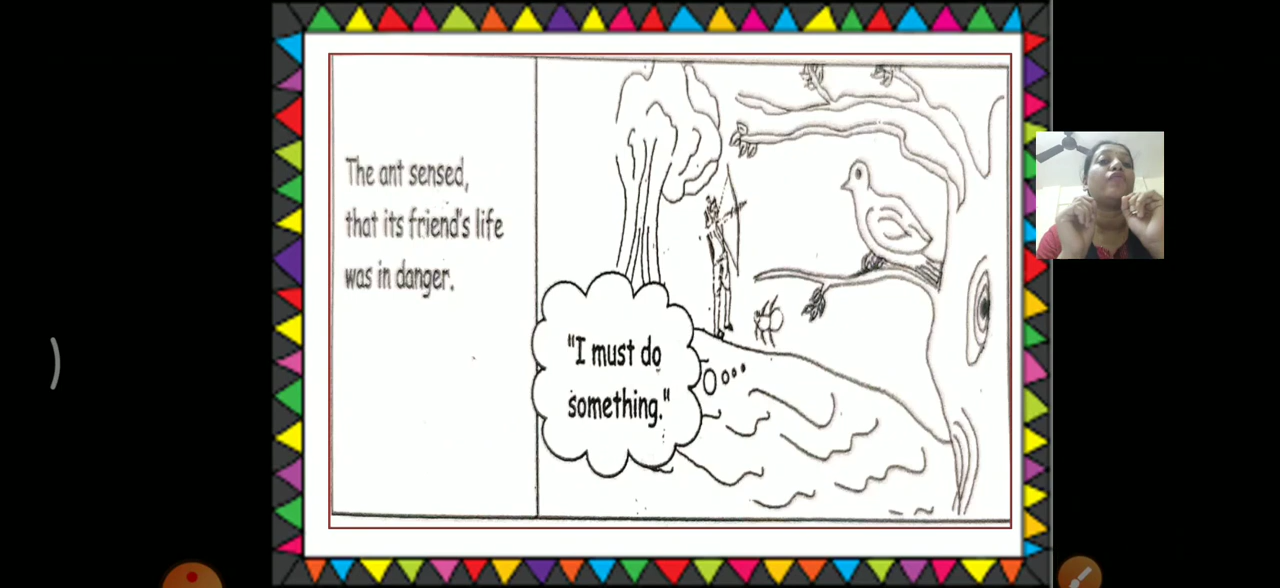 The ant sensed,
that its friend's life
was in danger.
"I must do
something."